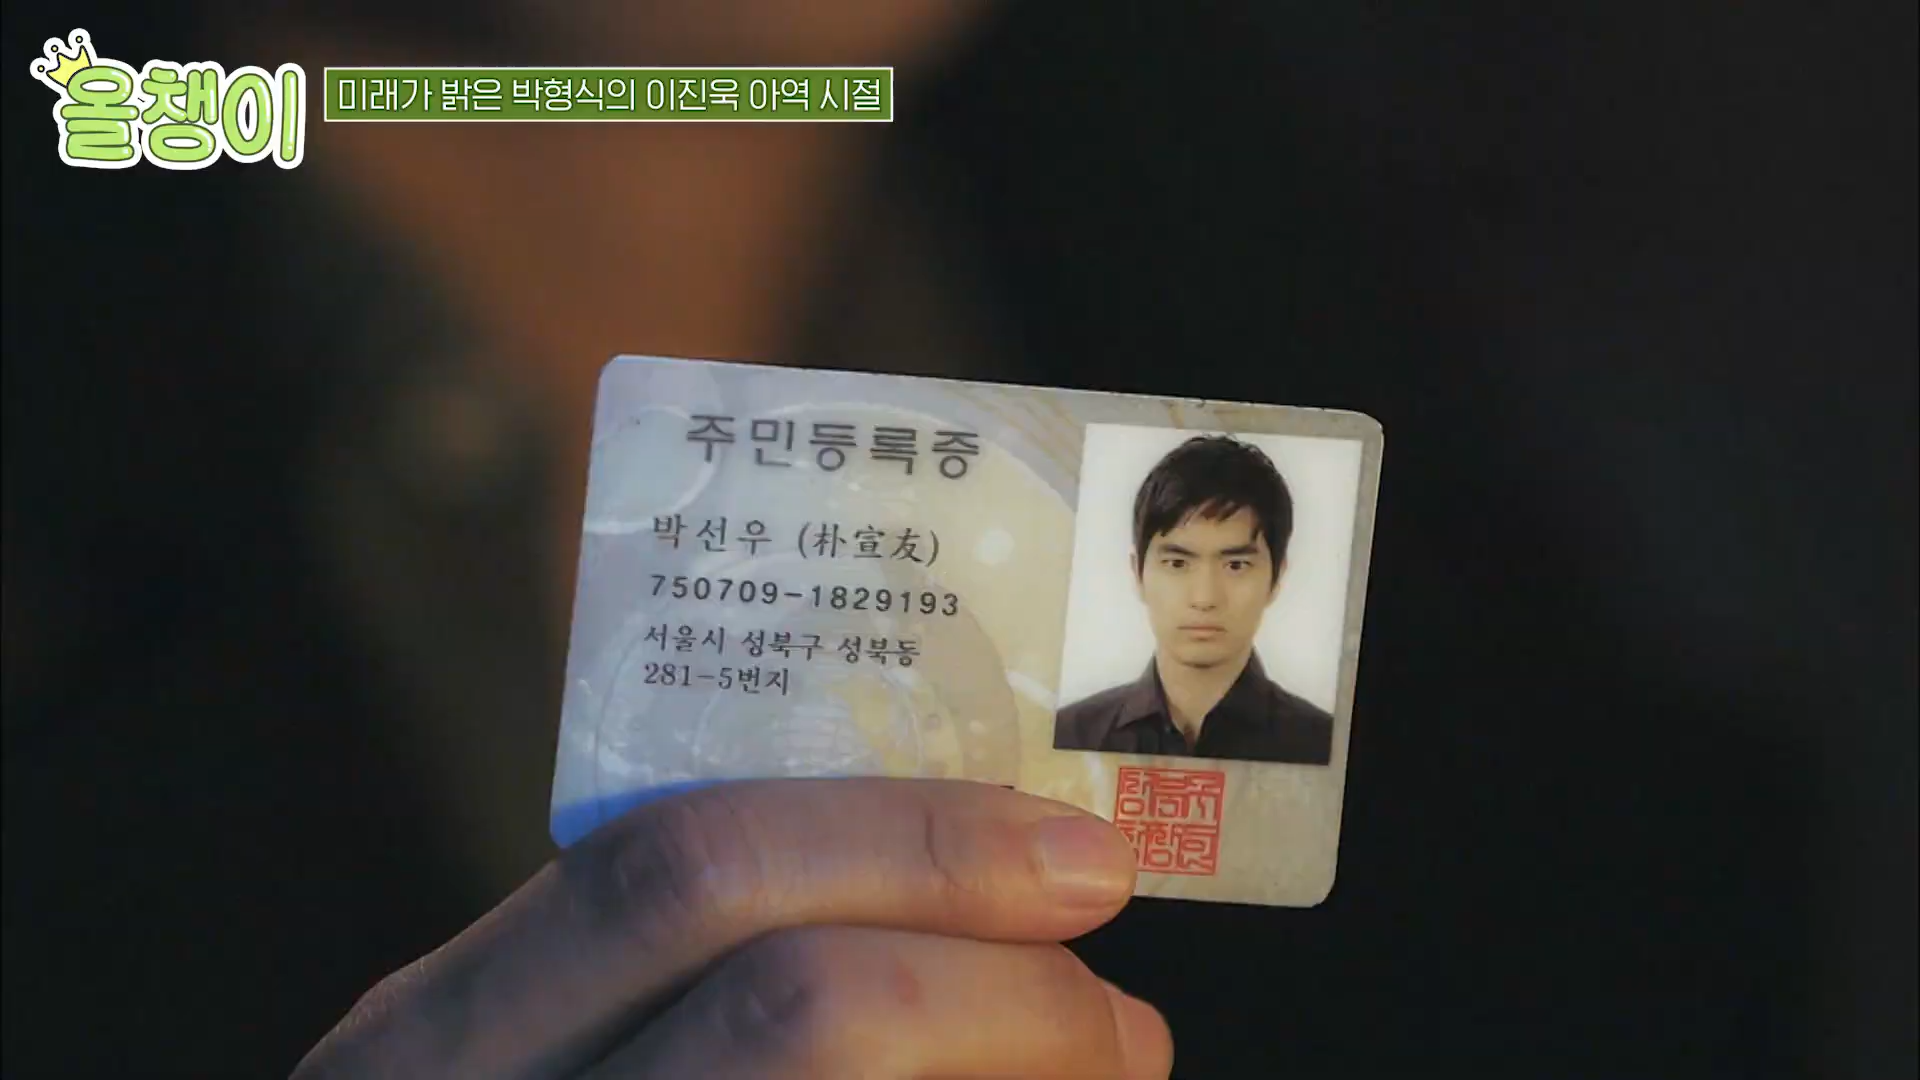 올챙이
미래가 밝은 박형식의 이진욱 아역 시절
주민등록증
박선우 (朴宣友)
750709-1829193
서울시 성북구 성북동
281-5번지